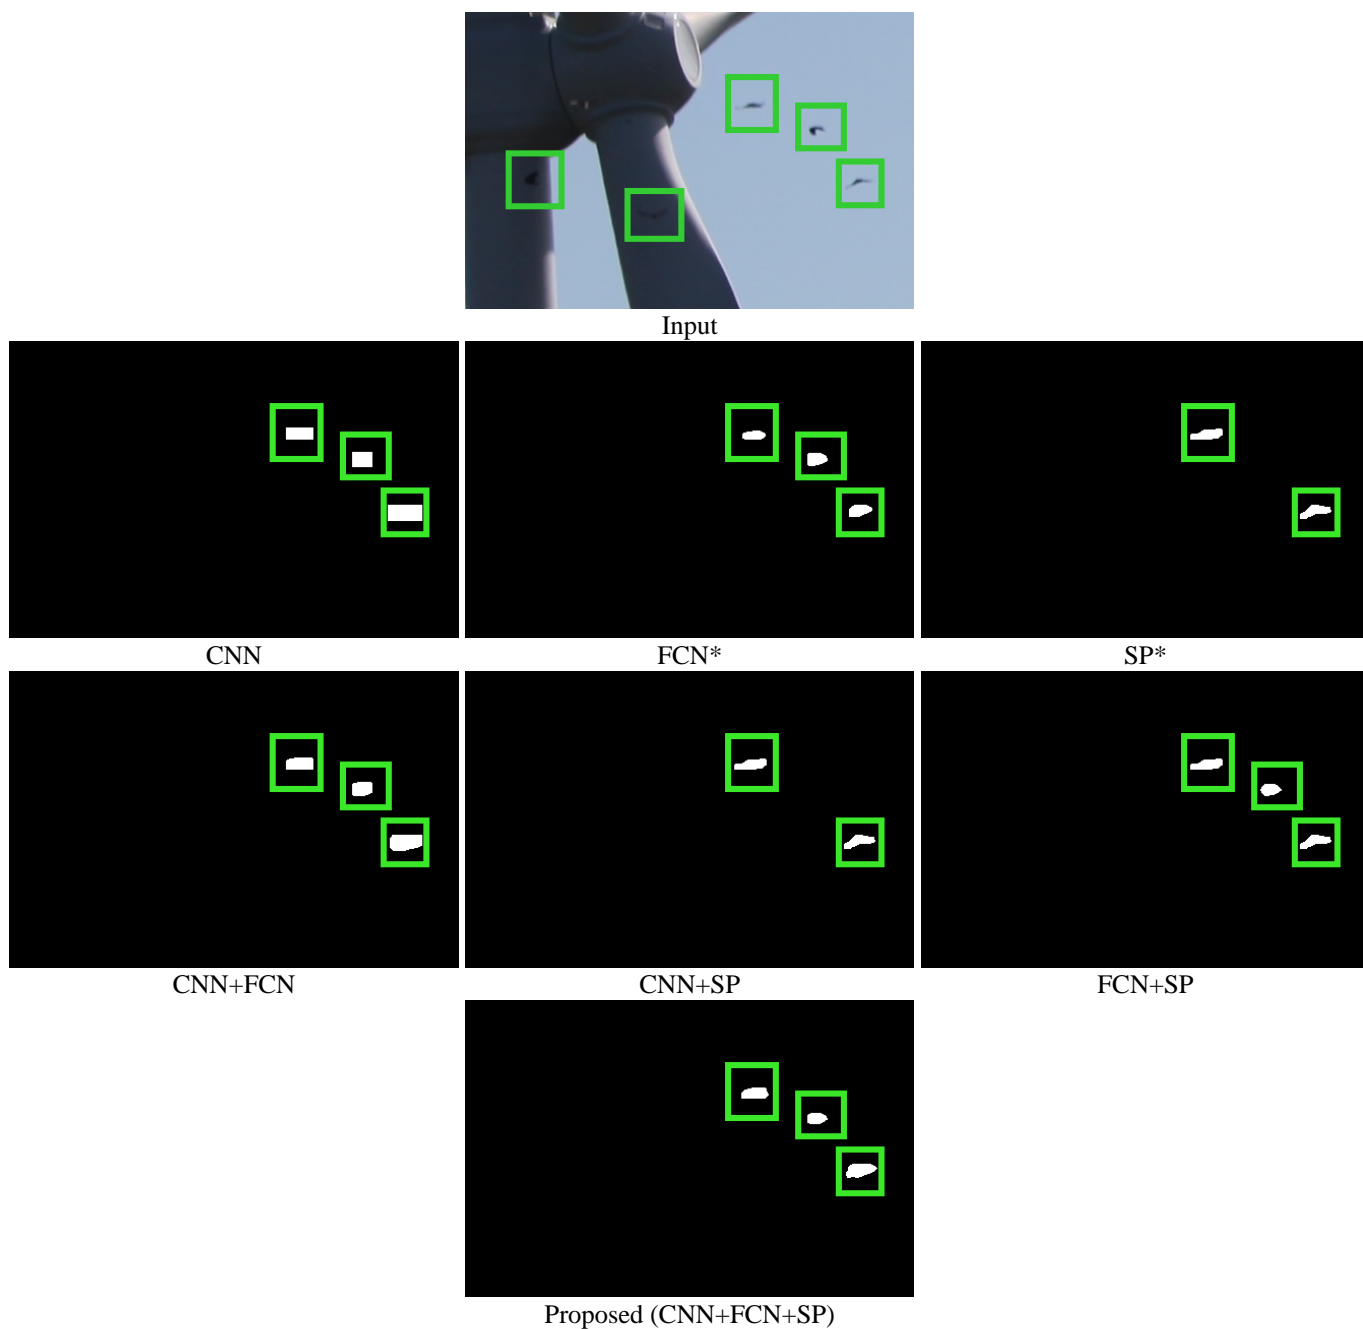 Input
CNN
FCN*
SP*
CNN+FCN
CNN+SP
FCN+SP
Proposed (CNN+FCN+SP)